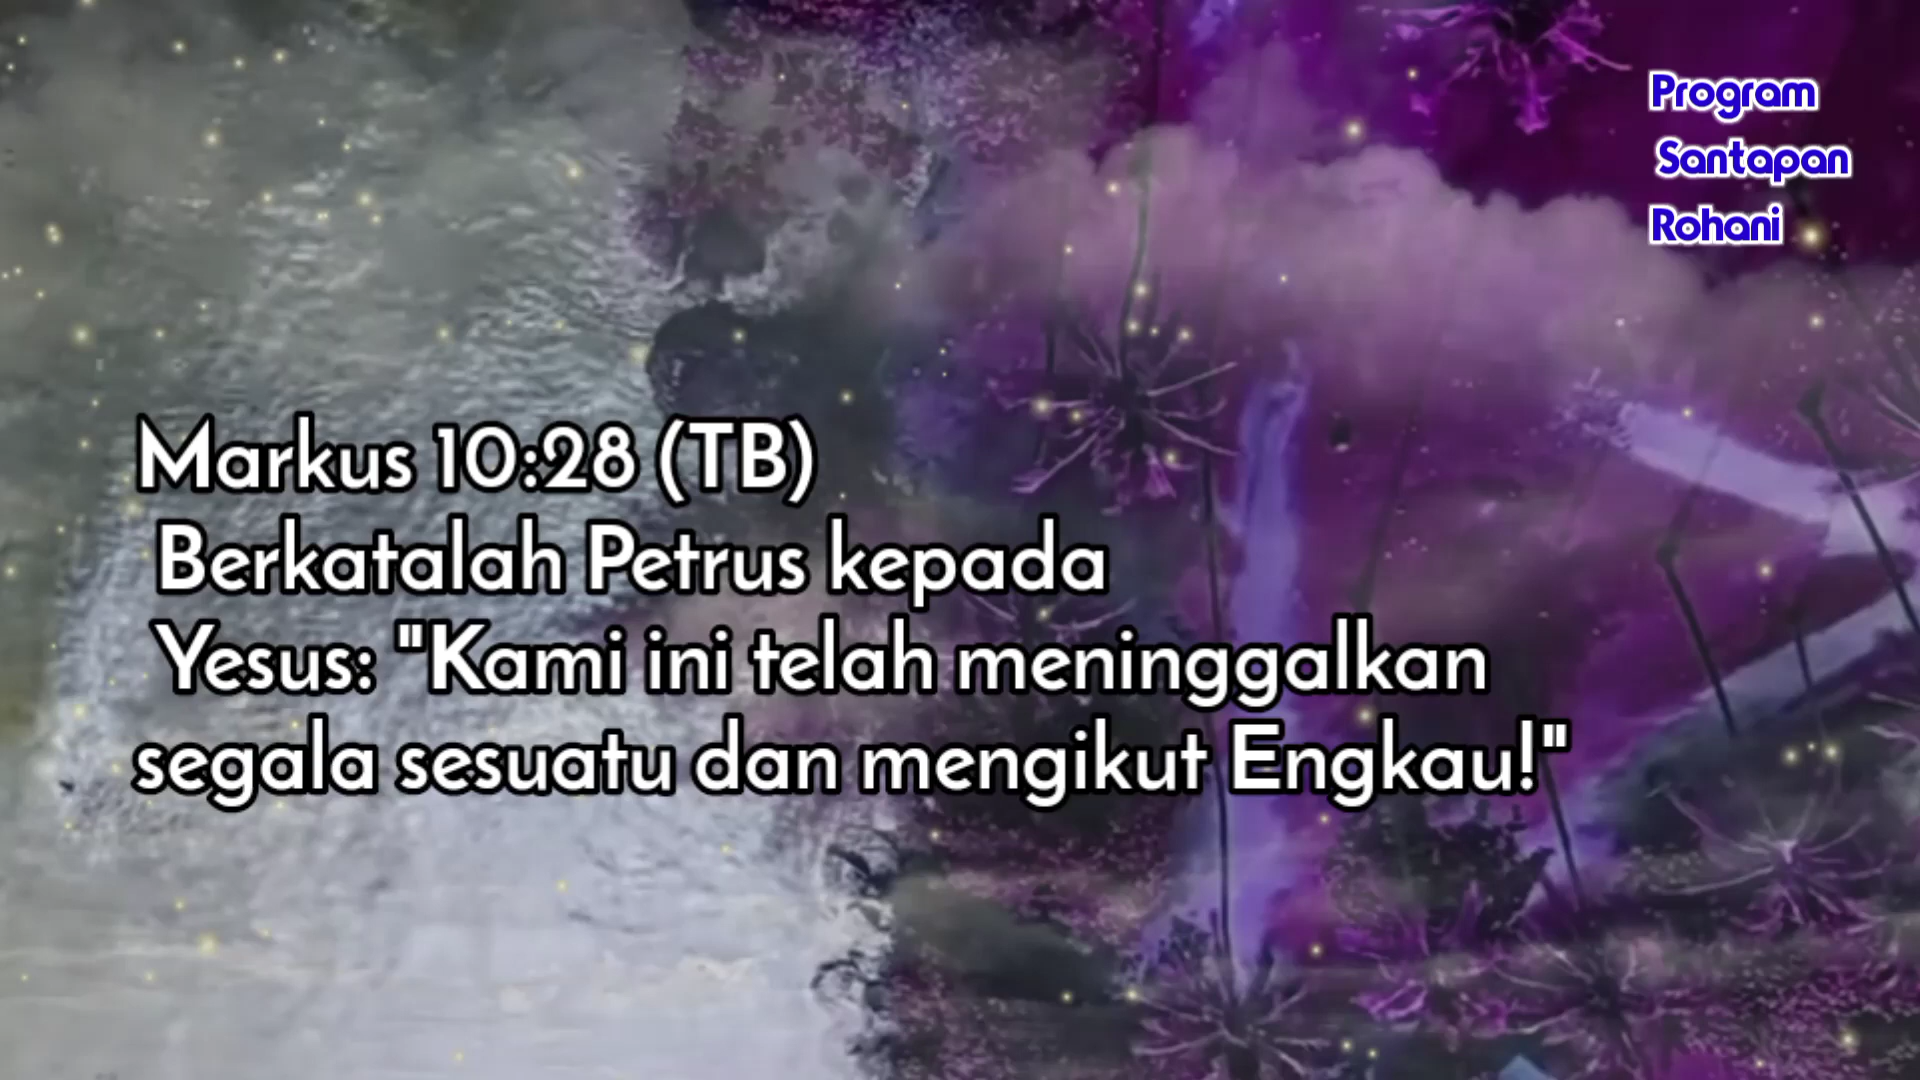 Program
Santapan
Rohani
Markus 10:28 (TB)
Berkatalah Petrus kepada
Yesus: "Kami ini telah meninggalkan
segala sesuatu dan mengikut Engkau!"